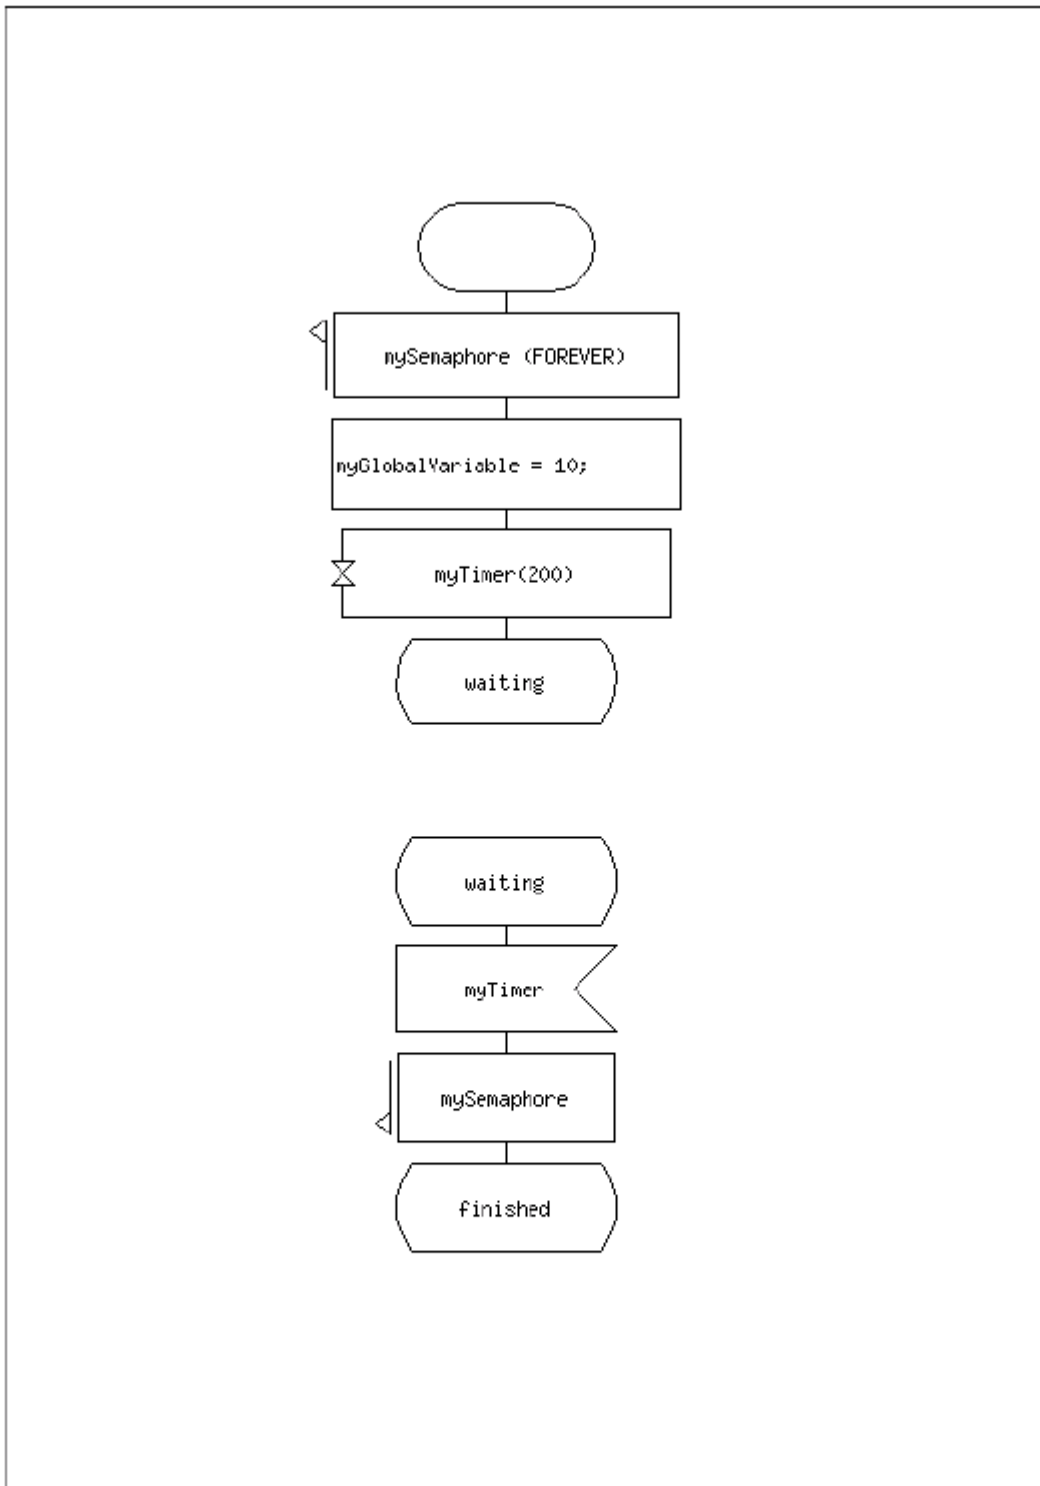 mySemaphore (FOREVER)
myGlobalVariable = 10;
myTimer(200)
waiting
waiting
myTimer
mySemaphore
finished